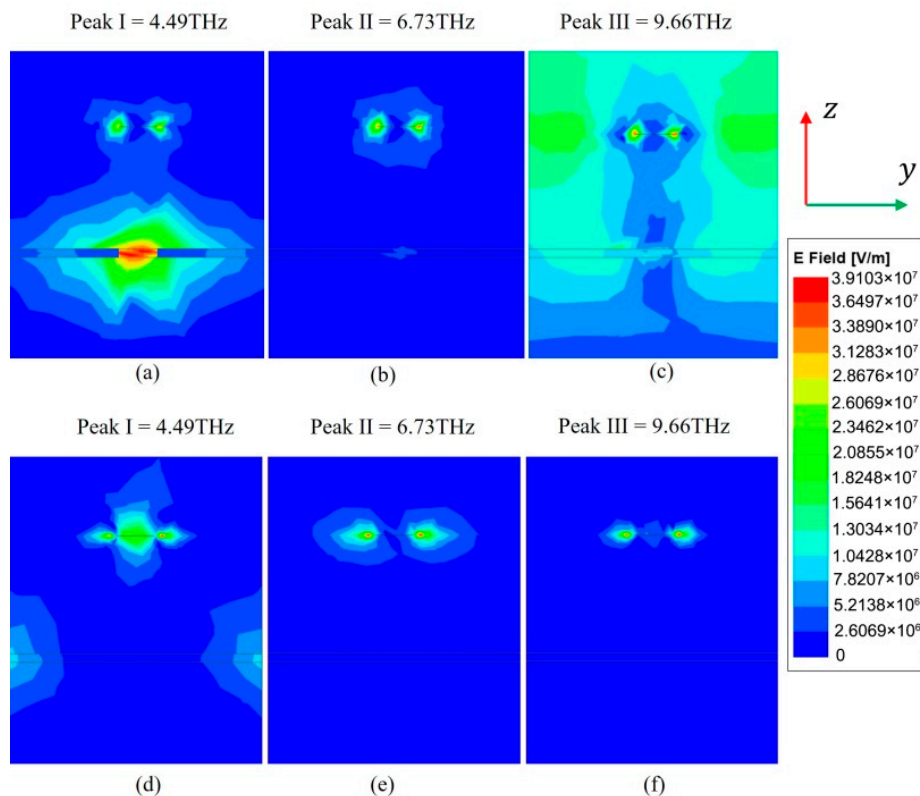 Peak I = 4.49THz
Peak II = 6.73THz
Peak III = 9.66THz
z
y
(a)
(b)
(c)
E Field [V/m]
3.9103×10⁷
3.6497×10⁷
3.3890×10⁷
3.1283×10⁷
2.8676×10⁷
2.6069×10⁷
2.3462×10⁷
2.0855×10⁷
1.8248×10⁷
1.5641×10⁷
1.3034×10⁷
1.0428×10⁷
7.8207×10⁶
5.2138×10⁶
2.6069×10⁶
0
Peak I = 4.49THz
Peak II = 6.73THz
Peak III = 9.66THz
(d)
(e)
(f)